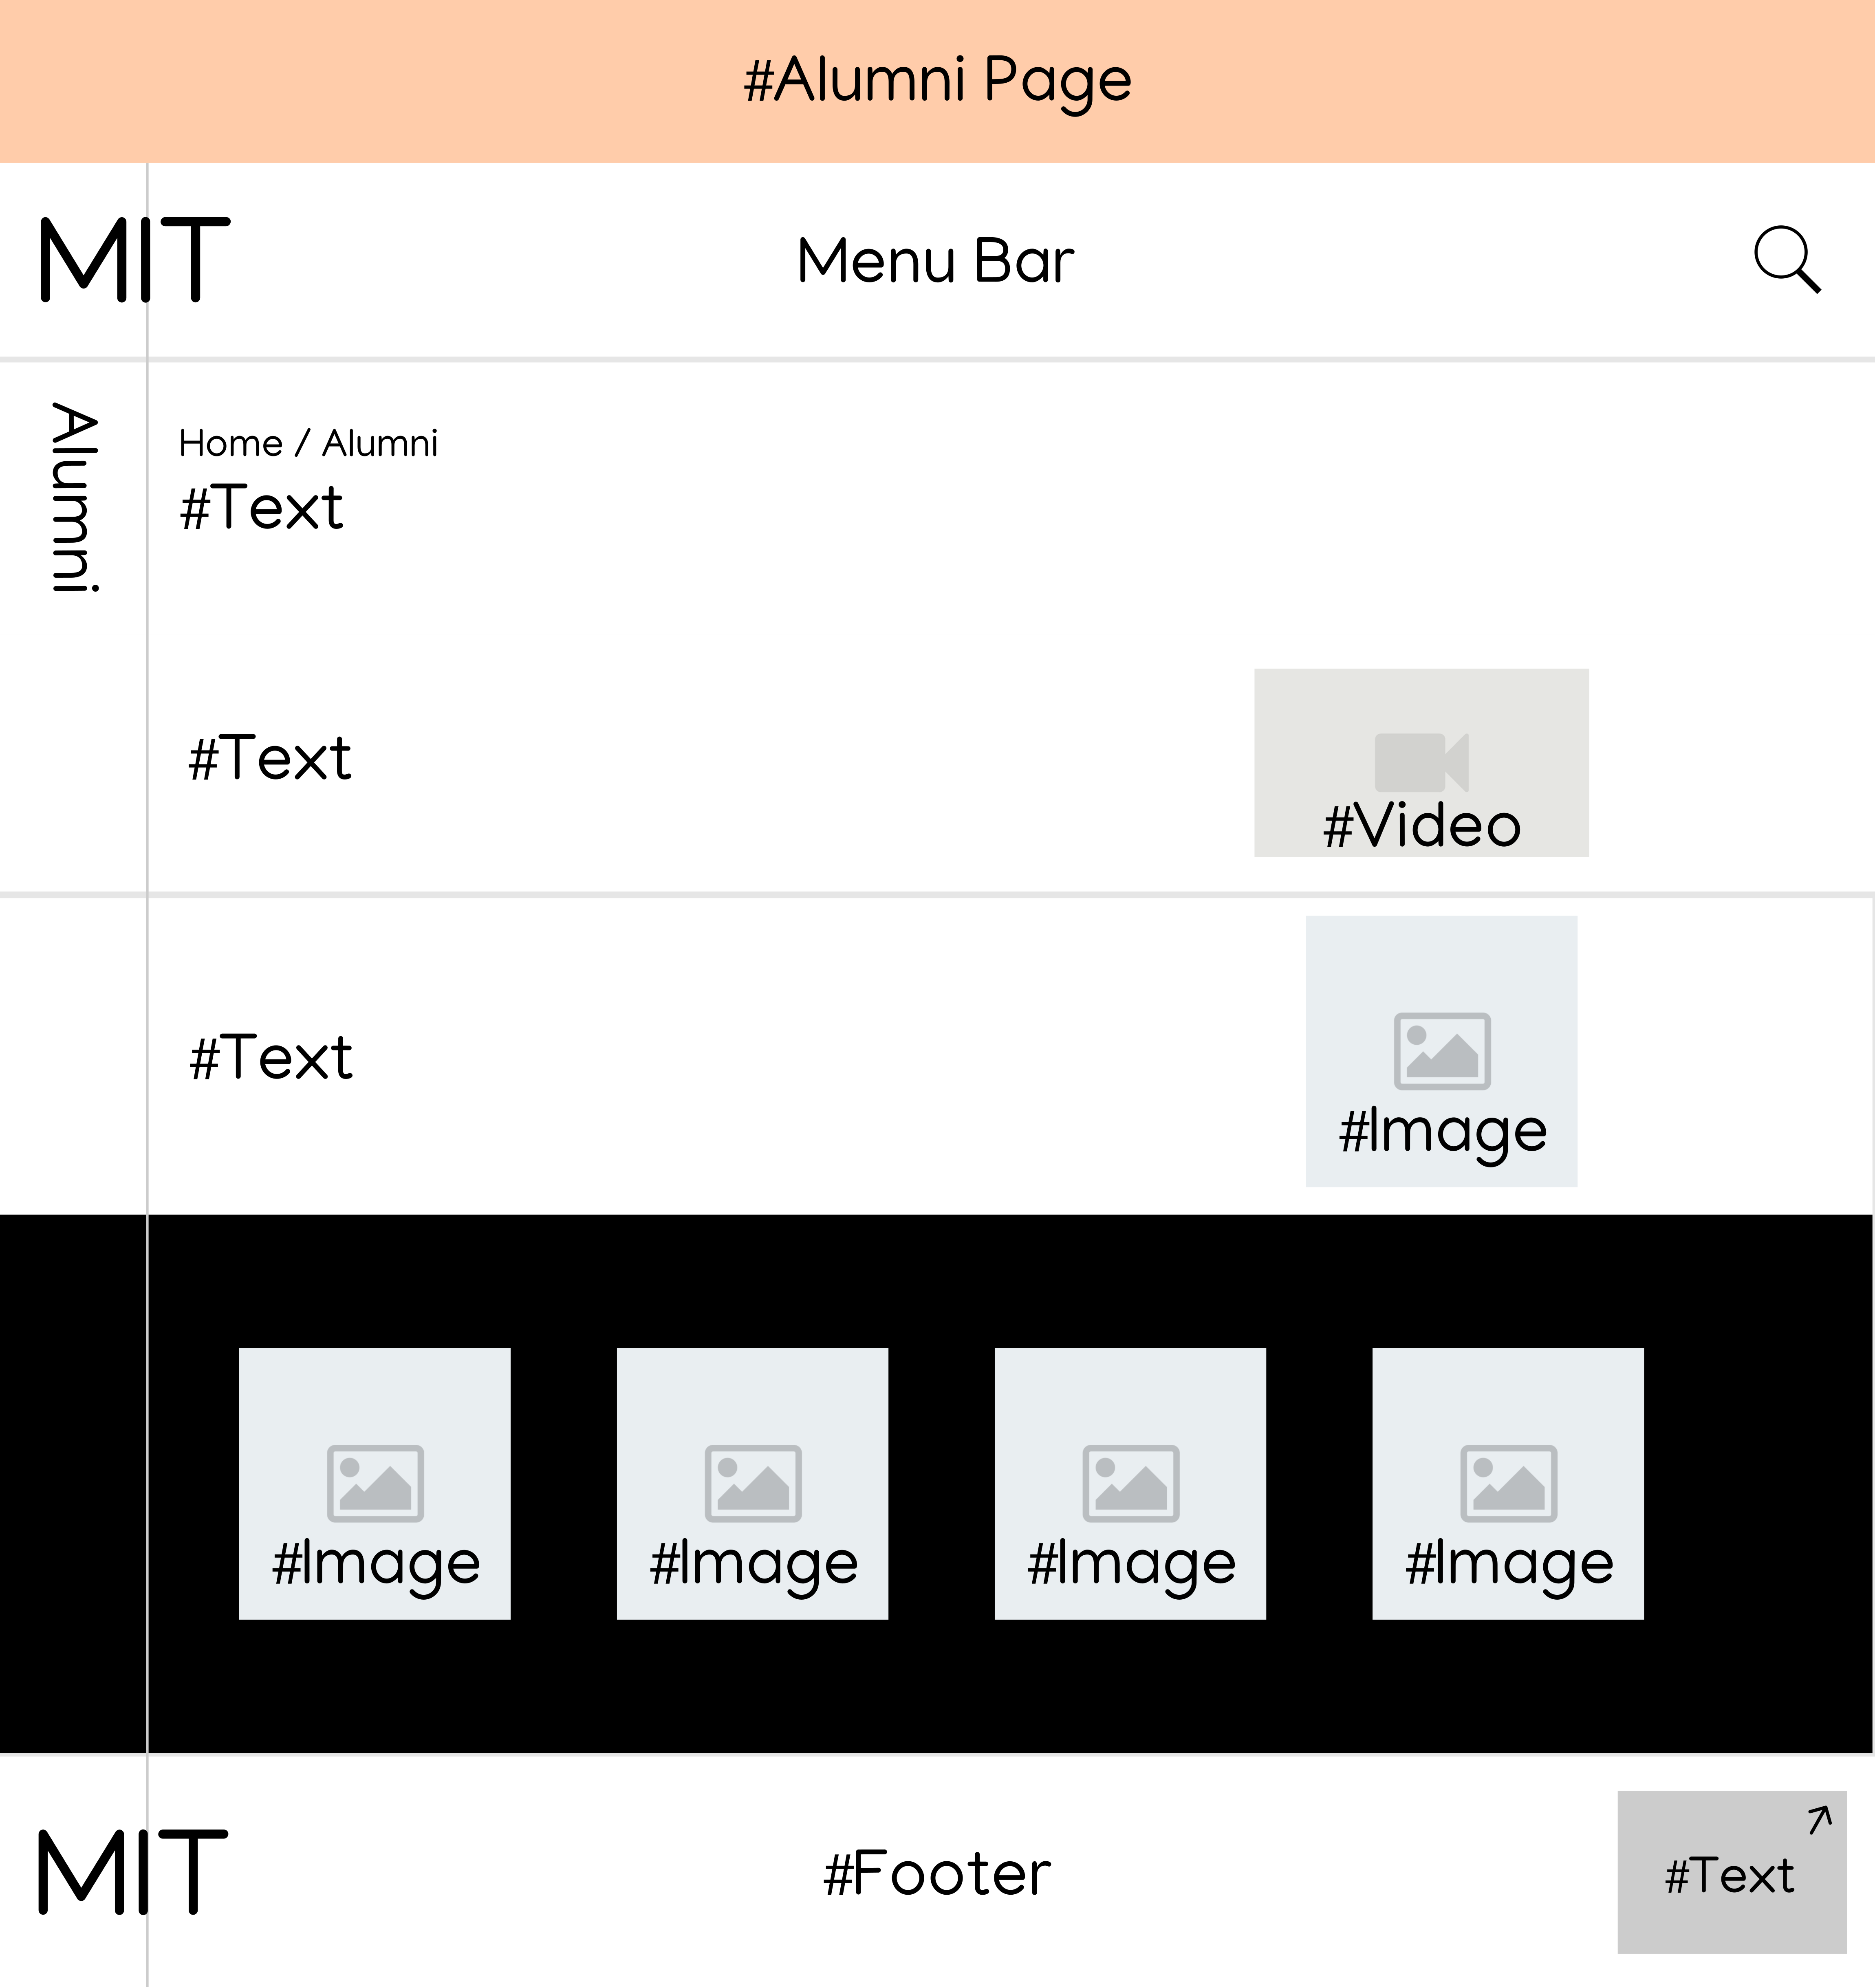 #Alumni Page
MIT
Menu Bar
Alumni
Home / Alumni
#Text
#Text
#Video
#Text
#Image
#Image
#Image
#Image
#Image
MIT
#Footer
#Text